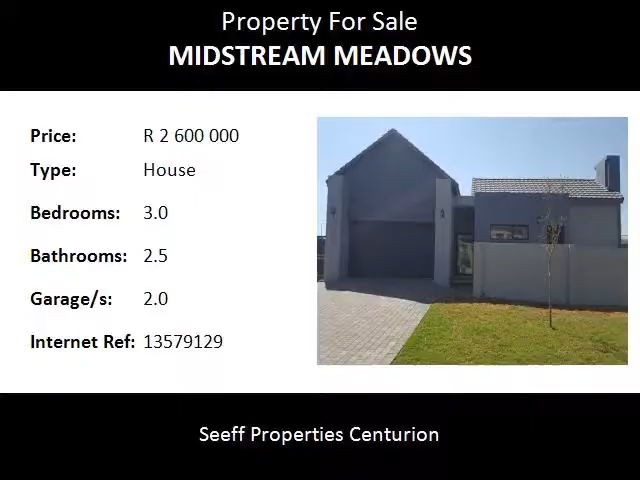 Property For Sale
MIDSTREAM MEADOWS
Price: R 2 600 000
Type: House
Bedrooms: 3.0
Bathrooms: 2.5
Garage/s: 2.0
Internet Ref: 13579129
Seeff Properties Centurion